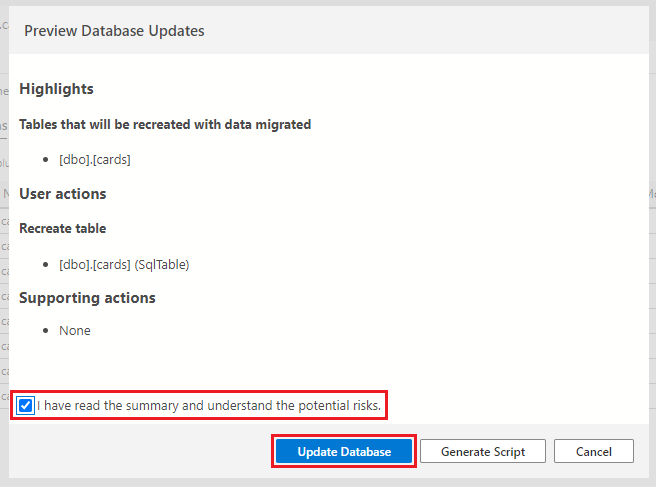 Preview Database Updates
Highlights
Tables that will be recreated with data migrated
[dbo].[cards]
User actions
Recreate table
[dbo].[cards] (SqlTable)
Supporting actions
None
I have read the summary and understand the potential risks.
Update Database
Generate Script
Cancel